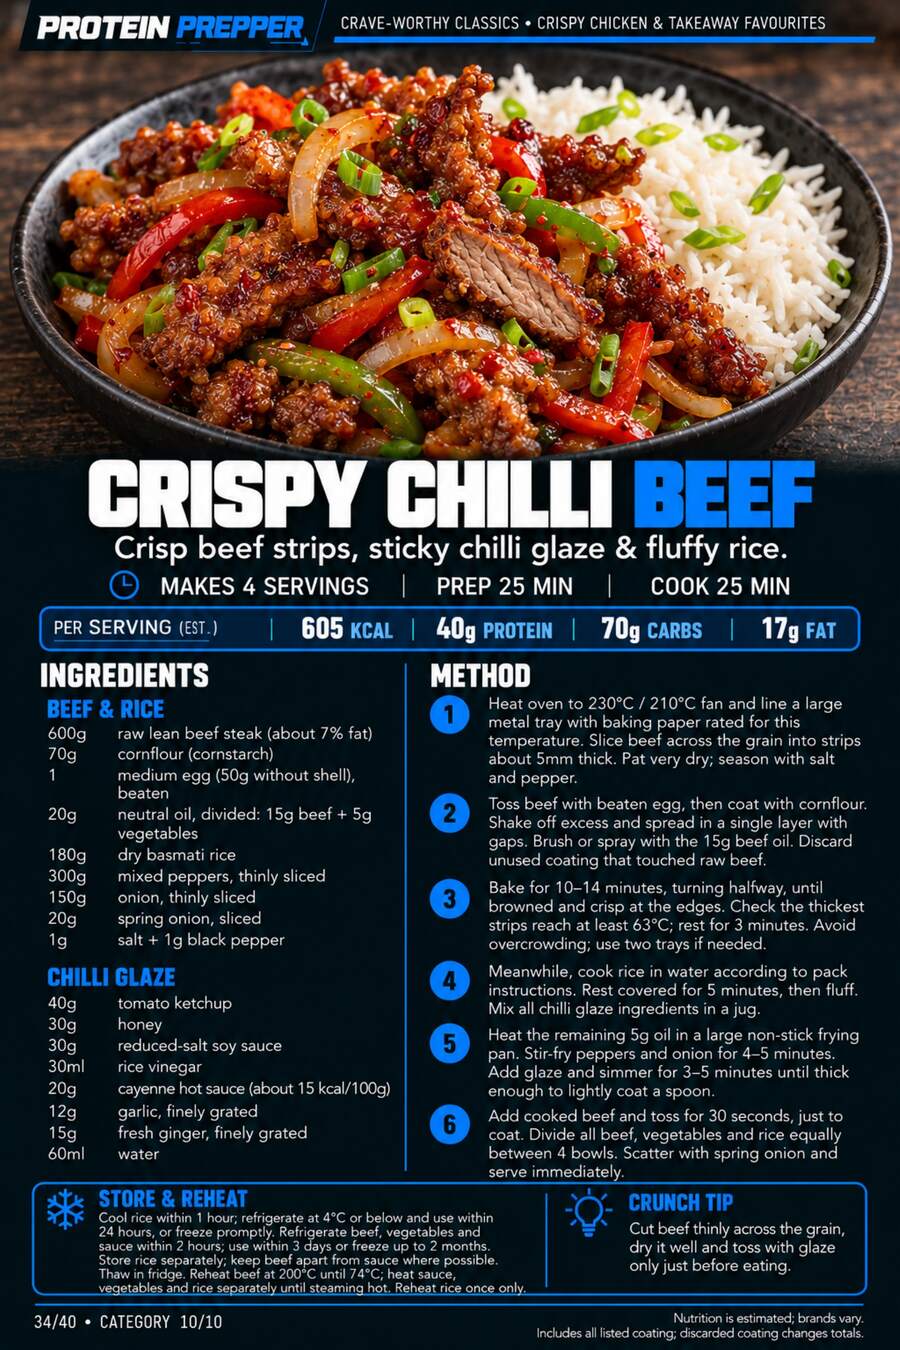 PROTEIN PREPPER
CRAVE-WORTHY CLASSICS • CRISPY CHICKEN & TAKEAWAY FAVOURITES
CRISPY CHILLI BEEF
Crisp beef strips, sticky chilli glaze & fluffy rice.
MAKES 4 SERVINGS | PREP 25 MIN | COOK 25 MIN
PER SERVING (EST.) | 605 KCAL | 40g PROTEIN | 70g CARBS | 17g FAT
INGREDIENTS
BEEF & RICE
600g raw lean beef steak (about 7% fat)
70g cornflour (cornstarch)
1 medium egg (50g without shell),
beaten
20g neutral oil, divided: 15g beef + 5g
vegetables
180g dry basmati rice
300g mixed peppers, thinly sliced
150g onion, thinly sliced
20g spring onion, sliced
1g salt + 1g black pepper
CHILLI GLAZE
40g tomato ketchup
30g honey
30g reduced-salt soy sauce
30ml rice vinegar
20g cayenne hot sauce (about 15 kcal/100g)
12g garlic, finely grated
15g fresh ginger, finely grated
60ml water
METHOD
1 Heat oven to 230°C / 210°C fan and line a large
metal tray with baking paper rated for this
temperature. Slice beef across the grain into strips
about 5mm thick. Pat very dry; season with salt
and pepper.
2 Toss beef with beaten egg, then coat with cornflour.
Shake off excess and spread in a single layer with
gaps. Brush or spray with the 15g beef oil. Discard
unused coating that touched raw beef.
3 Bake for 10–14 minutes, turning halfway, until
browned and crisp at the edges. Check the thickest
strips reach at least 63°C; rest for 3 minutes. Avoid
overcrowding; use two trays if needed.
4 Meanwhile, cook rice in water according to pack
instructions. Rest covered for 5 minutes, then fluff.
Mix all chilli glaze ingredients in a jug.
5 Heat the remaining 5g oil in a large non-stick frying
pan. Stir-fry peppers and onion for 4–5 minutes.
Add glaze and simmer for 3–5 minutes until thick
enough to lightly coat a spoon.
6 Add cooked beef and toss for 30 seconds, just to
coat. Divide all beef, vegetables and rice equally
between 4 bowls. Scatter with spring onion and
serve immediately.
STORE & REHEAT
Cool rice within 1 hour; refrigerate at 4°C or below and use within
24 hours, or freeze promptly. Refrigerate beef, vegetables and
sauce within 2 hours; use within 3 days or freeze up to 2 months.
Store rice separately; keep beef apart from sauce where possible.
Thaw in fridge. Reheat beef at 200°C until 74°C; heat sauce,
vegetables and rice separately until steaming hot. Reheat rice once only.
CRUNCH TIP
Cut beef thinly across the grain,
dry it well and toss with glaze
only just before eating.
34/40 • CATEGORY 10/10
Nutrition is estimated; brands vary.
Includes all listed coating; discarded coating changes totals.